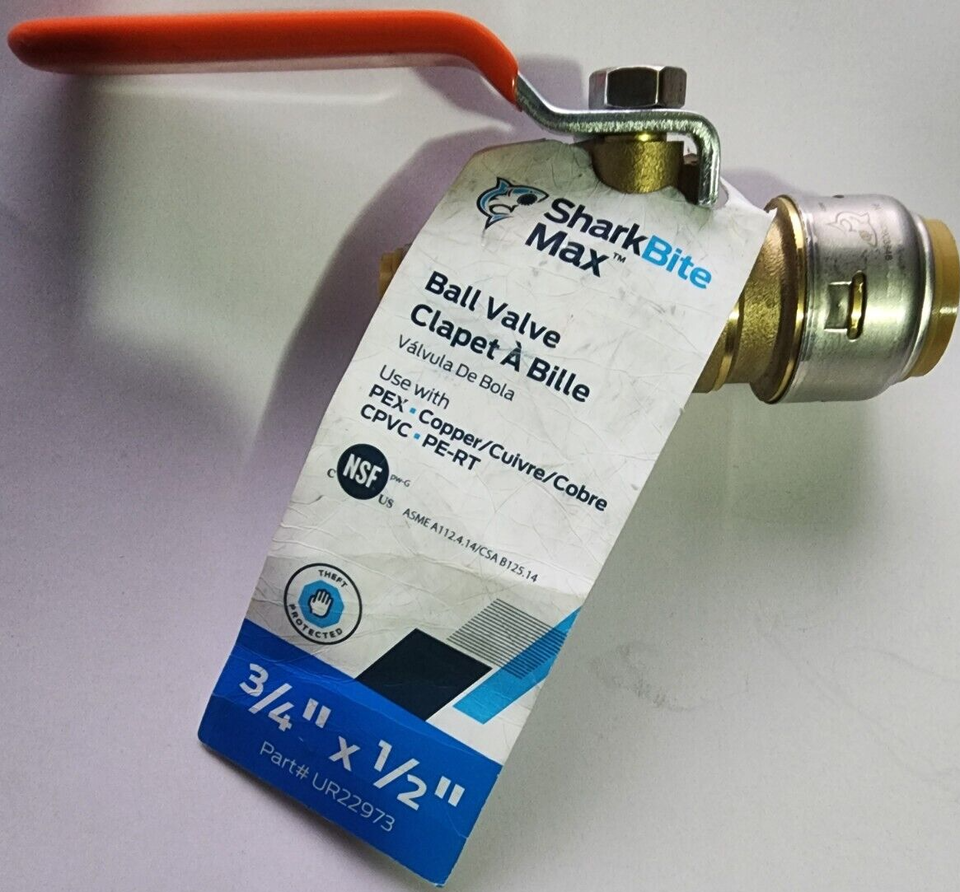 SharkBite
Max™
Ball Valve
Clapet À Bille
Válvula De Bola
Use with
PEX ▪ Copper/Cuivre/Cobre
CPVC ▪ PE-RT
C NSF US pw-G
ASME A112.4.14/CSA B125.14
THEFT
PROTECTED
3/4" x 1/2"
Part# UR22973